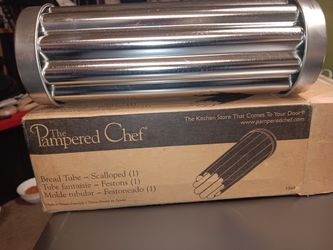 The
Pampered Chef®
The Kitchen Store That Comes To Your Door®
www.pamperedchef.com
Bread Tube – Scalloped (1)
Tube fantaisie – Festons (1)
Molde tubular – Festoneado (1)